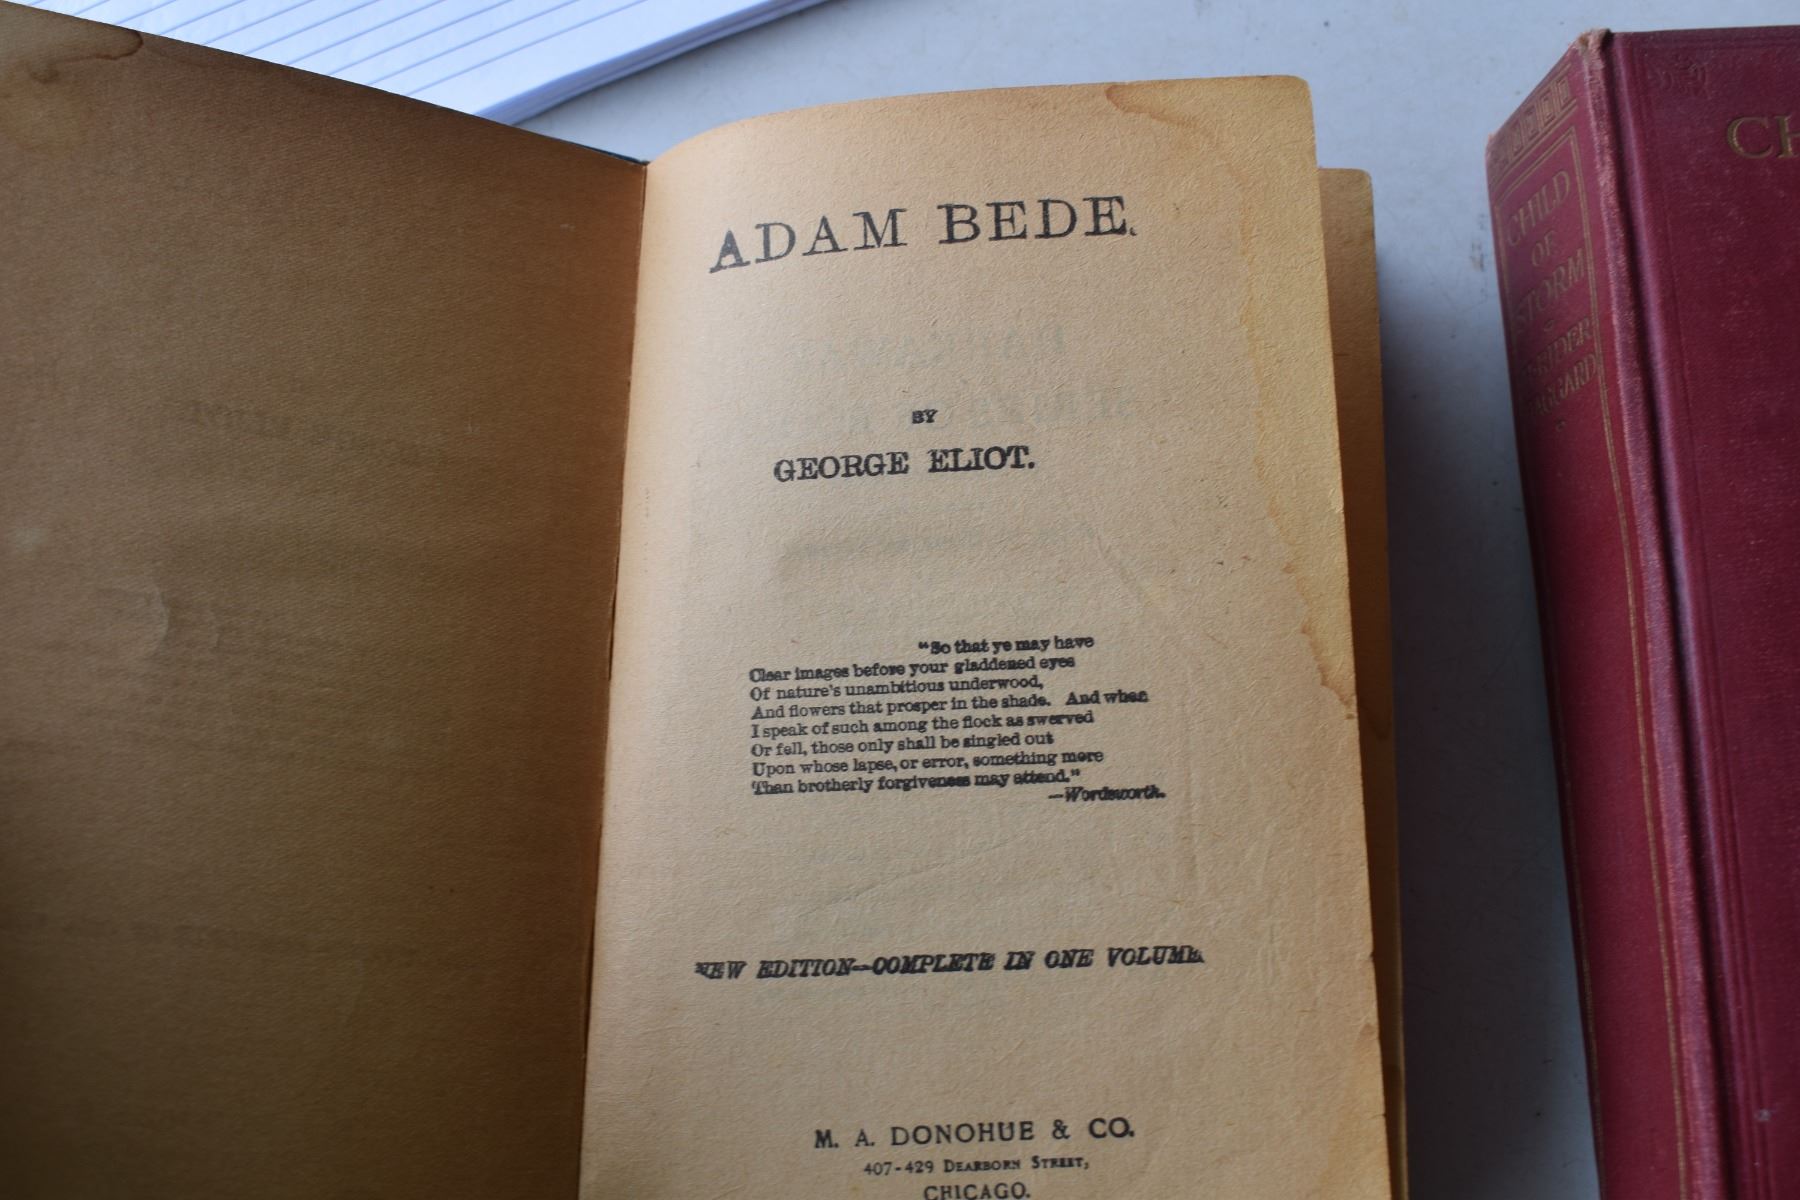 ADAM BEDE.
BY
GEORGE ELIOT.
"So that ye may have
Clear images before your gladdened eyes
Of nature's unambitious underwood,
And flowers that prosper in the shade. And when
I speak of such among the flock as swerved
Or fell, those only shall be singled out
Upon whose lapse, or error, something more
Than brotherly forgiveness may attend."
—Wordsworth.
NEW EDITION—COMPLETE IN ONE VOLUME.
M. A. DONOHUE & CO.
407-429 DEARBORN STREET,
CHICAGO.
CHILD
OF
STORM
H. RIDER
HAGGARD
CH